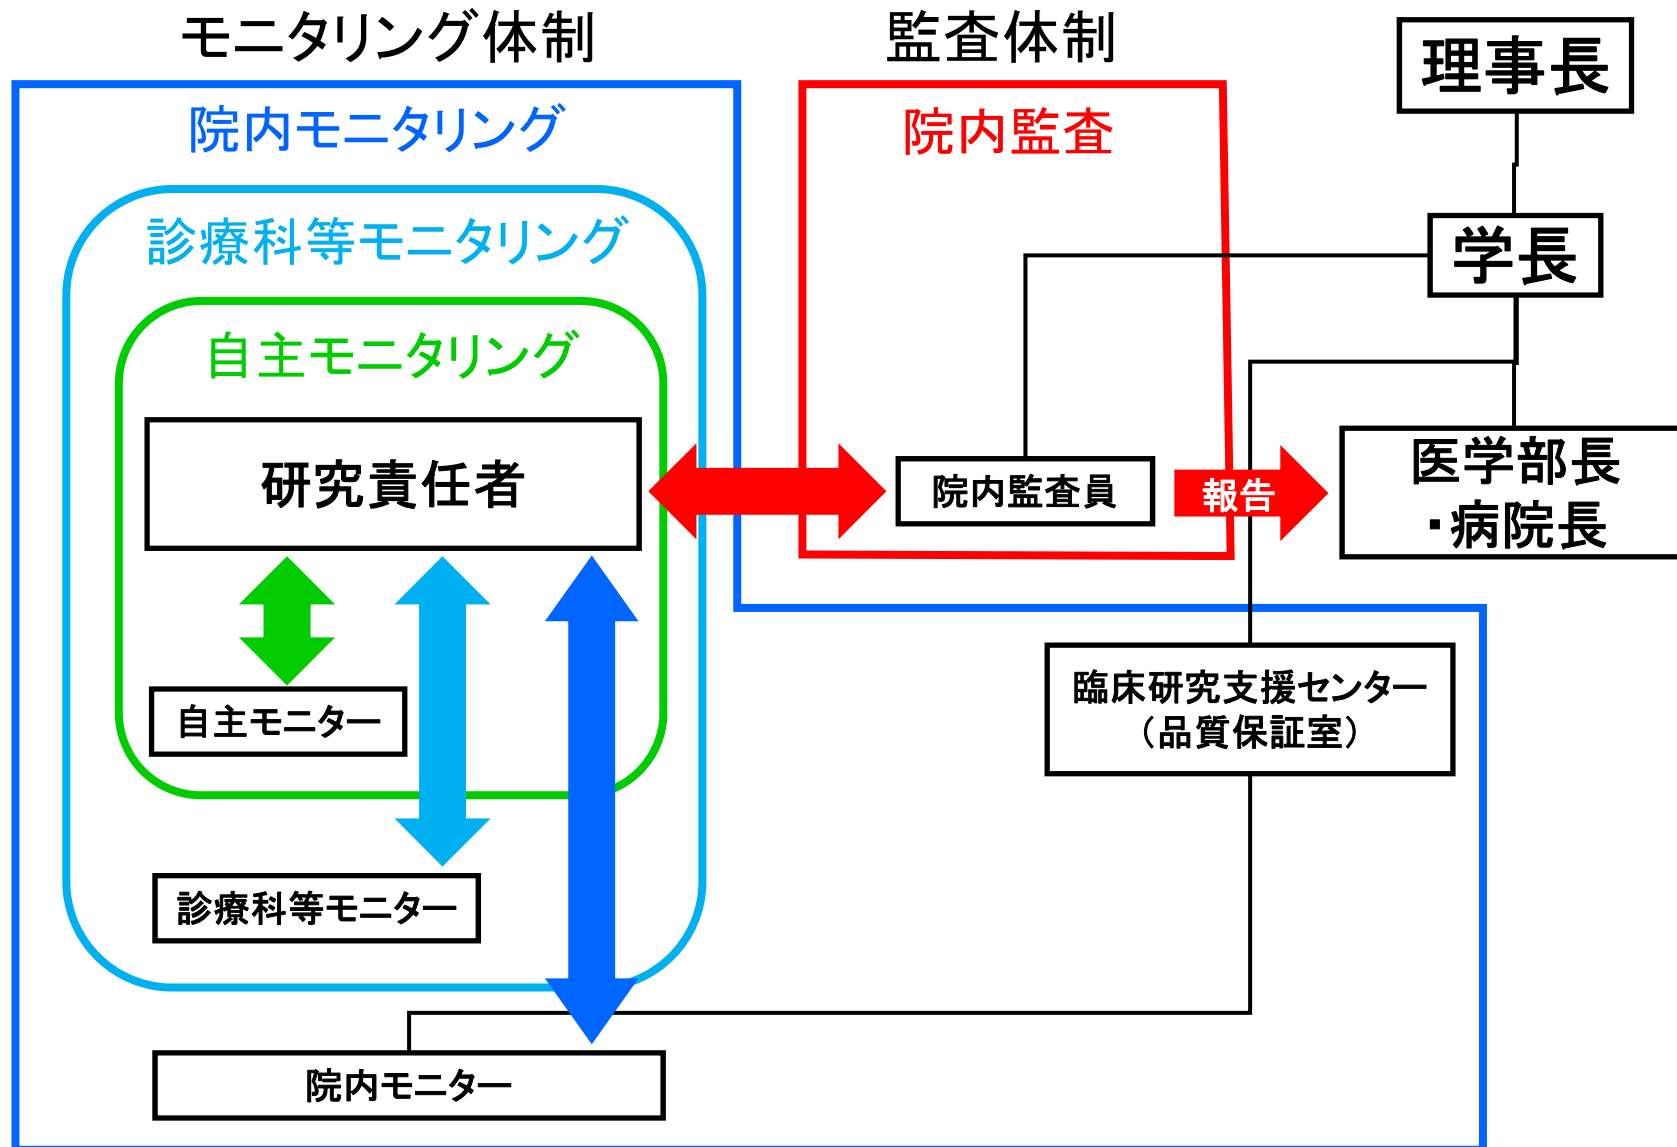 モニタリング体制
監査体制
理事長
院内モニタリング
院内監査
診療科等モニタリング
学長
自主モニタリング
研究責任者
院内監査員
報告
医学部長
・病院長
自主モニター
臨床研究支援センター
（品質保証室）
診療科等モニター
院内モニター